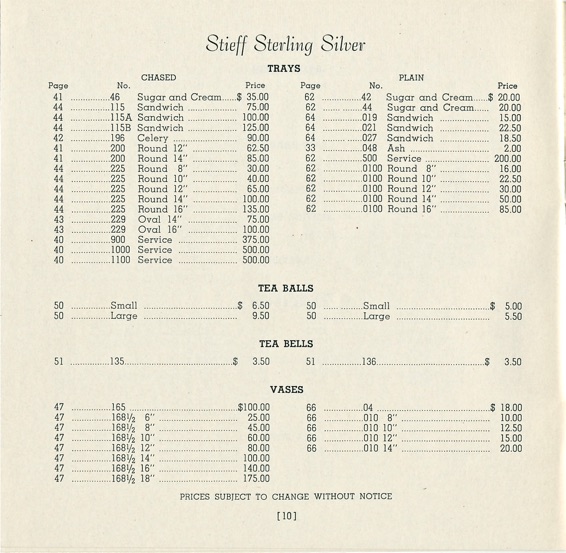 Stieff Sterling Silver
TRAYS
CHASED
Page No. Price
41 46 Sugar and Cream $ 35.00
44 115 Sandwich 75.00
44 115A Sandwich 100.00
44 115B Sandwich 125.00
42 196 Celery 90.00
41 200 Round 12" 62.50
41 200 Round 14" 85.00
44 225 Round 8" 30.00
44 225 Round 10" 40.00
44 225 Round 12" 65.00
44 225 Round 14" 100.00
44 225 Round 16" 135.00
43 229 Oval 14" 75.00
43 229 Oval 16" 100.00
40 900 Service 375.00
40 1000 Service 500.00
40 1100 Service 500.00
PLAIN
Page No. Price
62 42 Sugar and Cream $ 20.00
62 44 Sugar and Cream 20.00
64 019 Sandwich 15.00
64 021 Sandwich 22.50
64 027 Sandwich 18.50
33 048 Ash 2.00
62 500 Service 200.00
62 0100 Round 8" 16.00
62 0100 Round 10" 22.50
62 0100 Round 12" 30.00
62 0100 Round 14" 50.00
62 0100 Round 16" 85.00
TEA BALLS
50 Small $ 6.50
50 Large 9.50
50 Small $ 5.00
50 Large 5.50
TEA BELLS
51 135 $ 3.50
51 136 $ 3.50
VASES
47 165 $100.00
47 168½ 6" 25.00
47 168½ 8" 45.00
47 168½ 10" 60.00
47 168½ 12" 80.00
47 168½ 14" 100.00
47 168½ 16" 140.00
47 168½ 18" 175.00
66 04 $ 18.00
66 010 8" 10.00
66 010 10" 12.50
66 010 12" 15.00
66 010 14" 20.00
PRICES SUBJECT TO CHANGE WITHOUT NOTICE
[10]